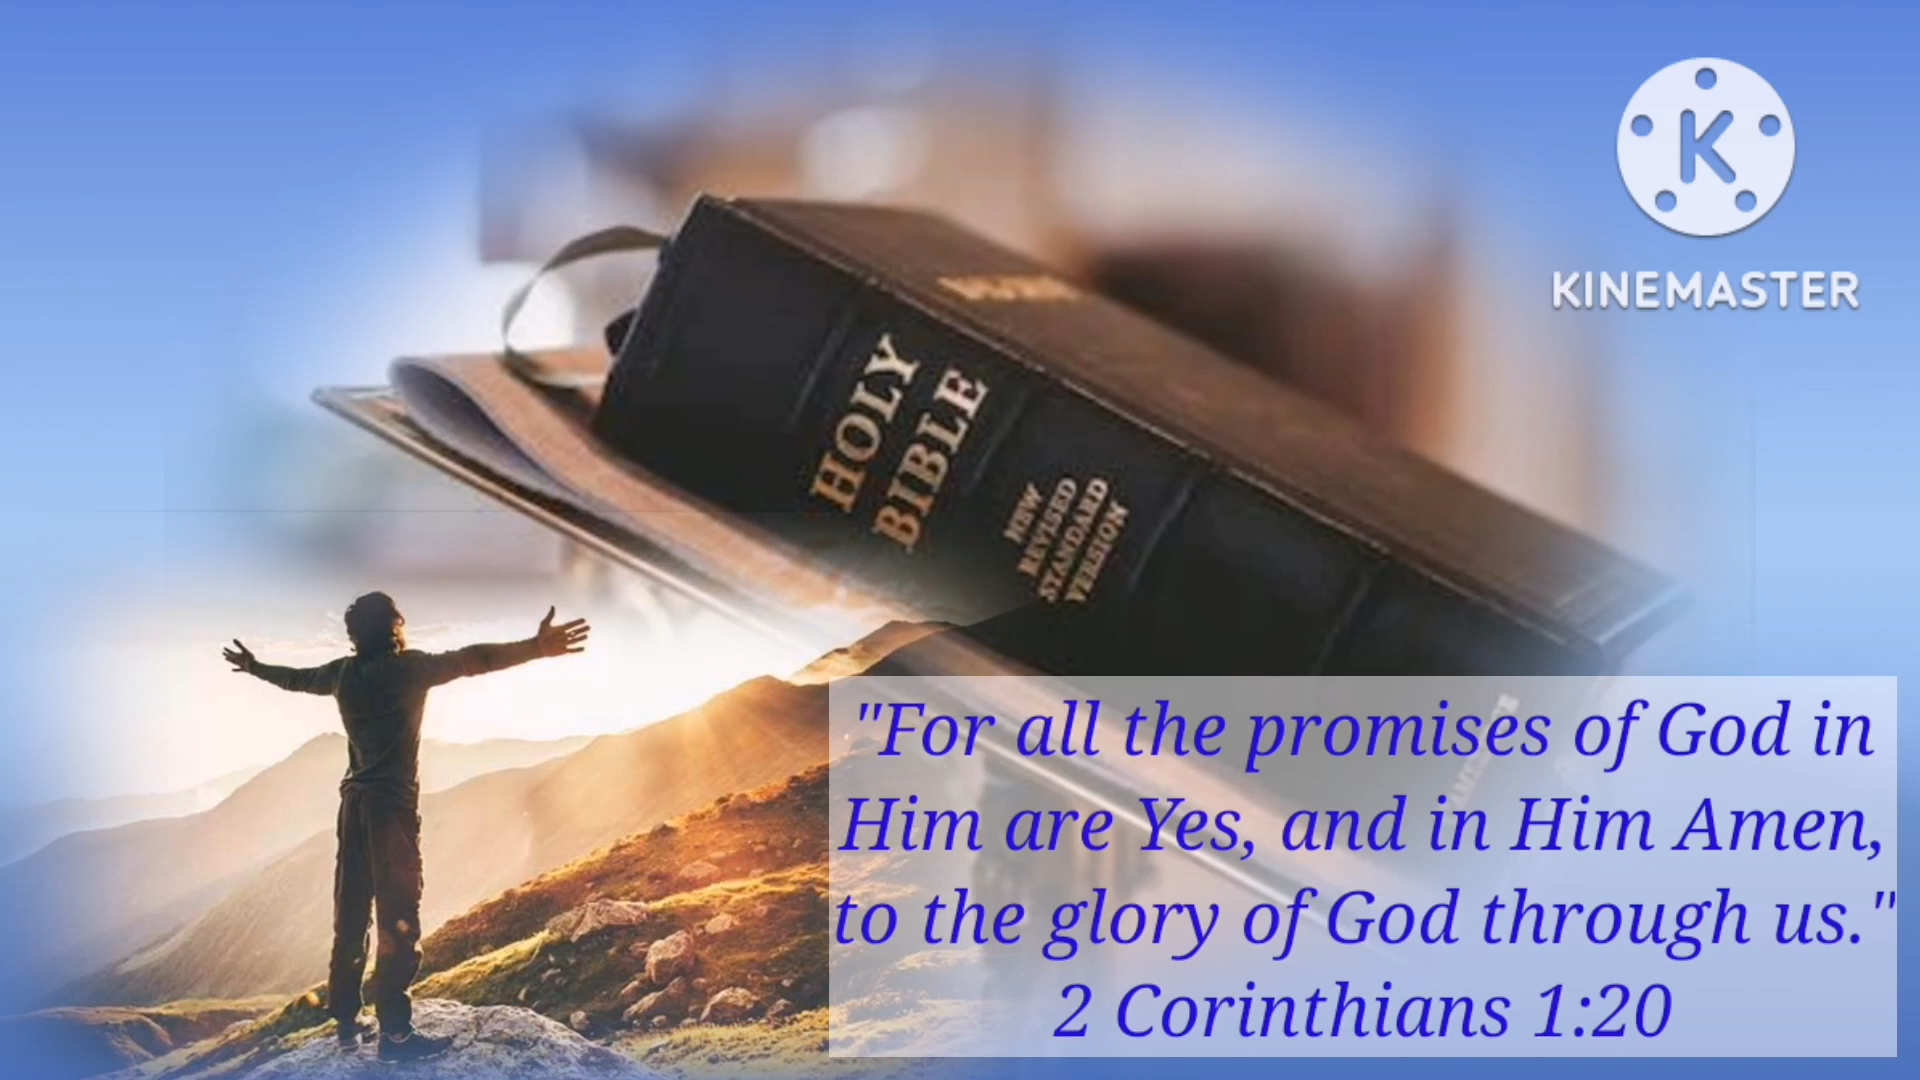 KINEMASTER
HOLY
BIBLE
NEW
REVISED
STANDARD
VERSION
"For all the promises of God in
Him are Yes, and in Him Amen,
to the glory of God through us."
2 Corinthians 1:20